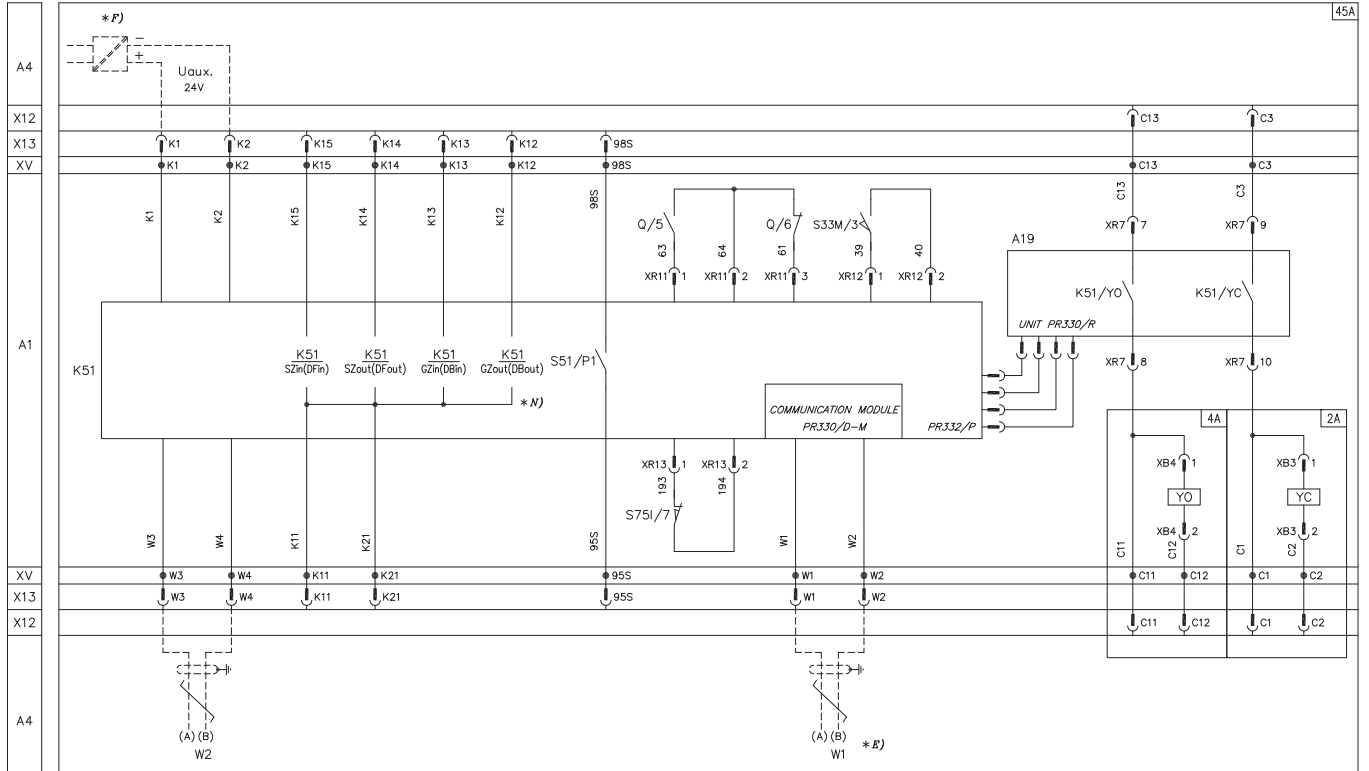 *F)
45A
A4
Uaux.
24V
−
+
X12
C13 C3
X13
K1 K2 K15 K14 K13 K12 98S
XV
K1 K2 K15 K14 K13 K12 98S C13 C3
K1 K2 K15 K14 K13 K12 98S C13 C3
Q/5 Q/6 S33M/3
63 64 61 39 40
XR11 1 XR11 2 XR11 3 XR12 1 XR12 2
XR7 7 XR7 9
A19
K51/YO K51/YC
UNIT PR330/R
A1
K51
K51
SZin(DFin)
K51
SZout(DFout)
K51
GZin(DBin)
K51
GZout(DBout)
S51/P1
*N)
COMMUNICATION MODULE
PR330/D-M
PR332/P
XR7 8 XR7 10
4A 2A
XR13 1 XR13 2
193 194
S75I/7
XB4 1 XB3 1
YO YC
XB4 2 XB3 2
W3 W4 K11 K21 95S W1 W2 C11 C12 C1 C2
XV
W3 W4 K11 K21 95S W1 W2 C11 C12 C1 C2
X13
W3 W4 K11 K21 95S W1 W2
X12
C11 C12 C1 C2
A4
(A) (B)
W2
(A) (B)
W1
*E)